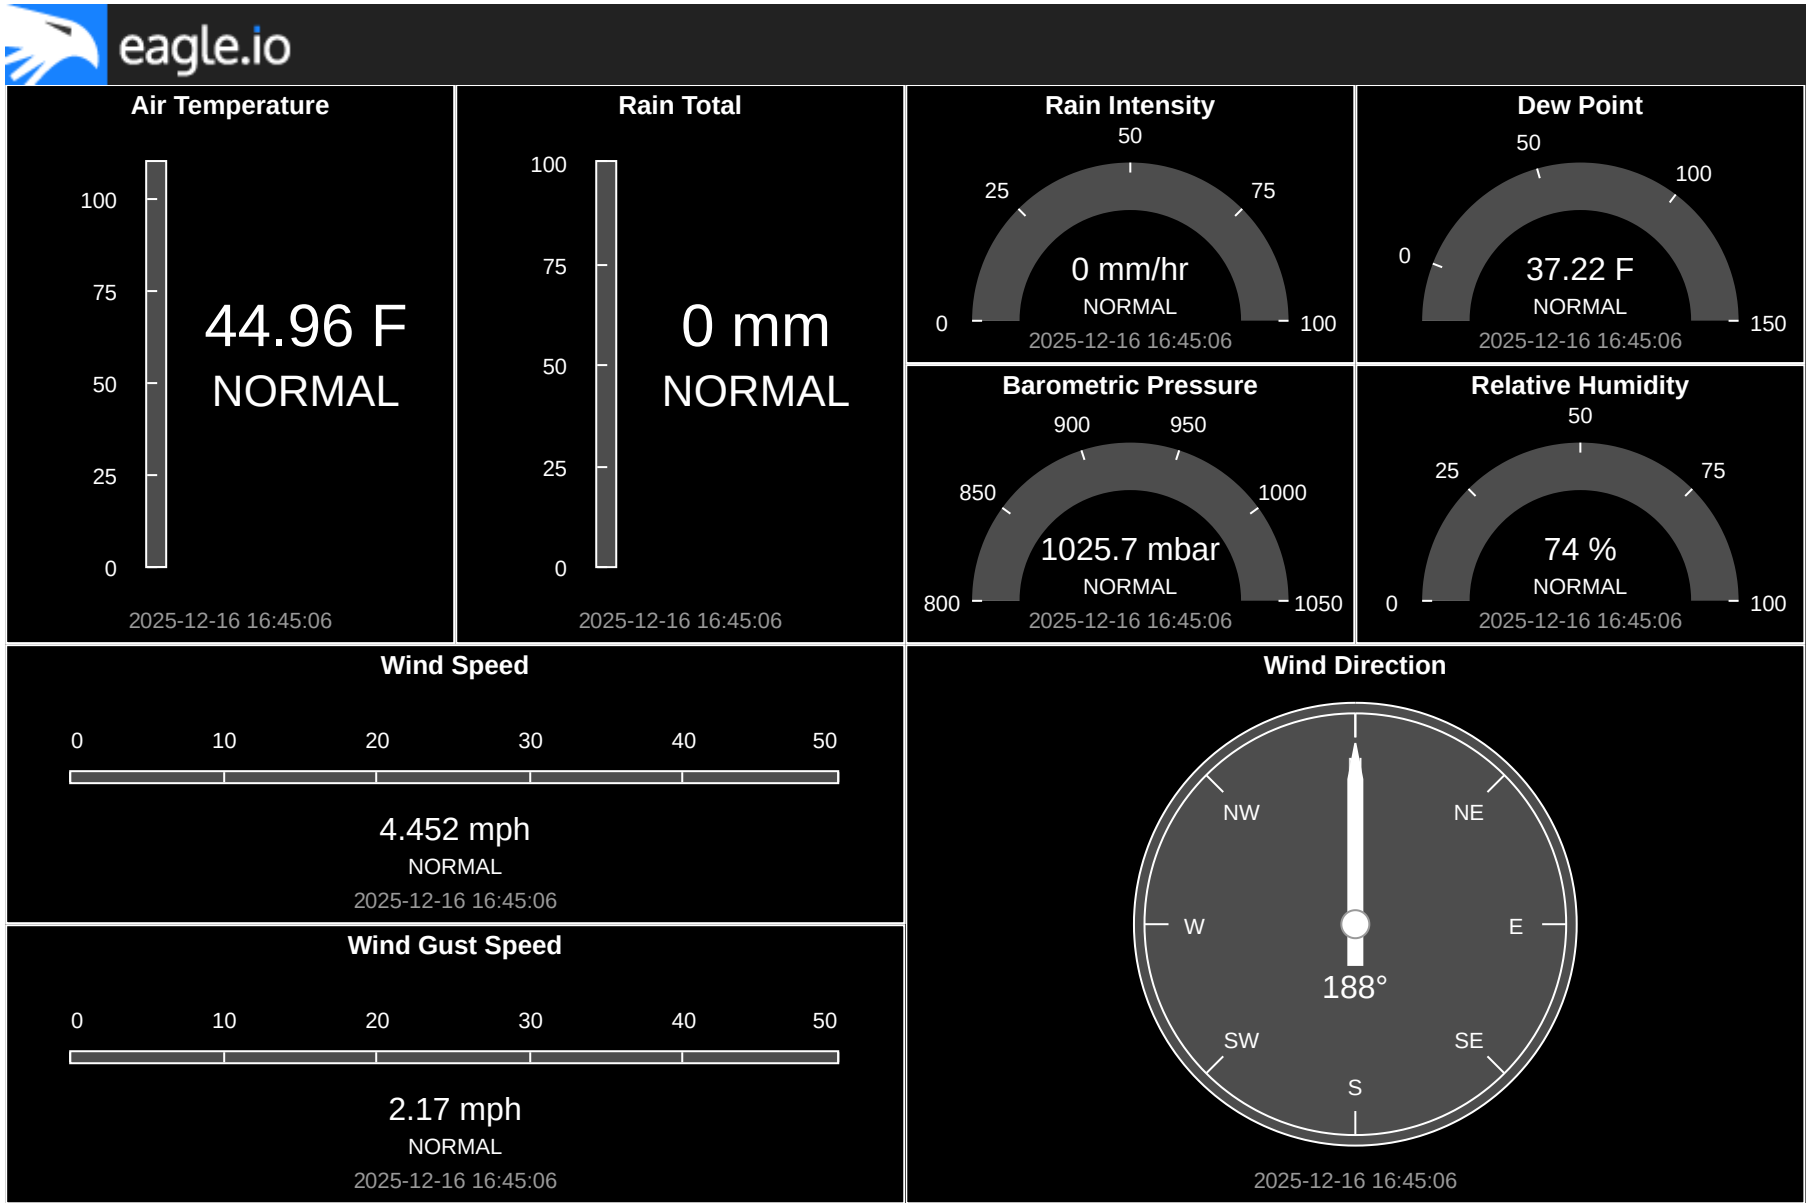 eagle.io
Air Temperature
100
75
50
25
0
44.96 F
NORMAL
2025-12-16 16:45:06
Rain Total
100
75
50
25
0
0 mm
NORMAL
2025-12-16 16:45:06
Rain Intensity
50
25
75
0
100
0 mm/hr
NORMAL
2025-12-16 16:45:06
Dew Point
50
100
0
150
37.22 F
NORMAL
2025-12-16 16:45:06
Barometric Pressure
900
950
850
1000
800
1050
1025.7 mbar
NORMAL
2025-12-16 16:45:06
Relative Humidity
50
25
75
0
100
74 %
NORMAL
2025-12-16 16:45:06
Wind Speed
0 10 20 30 40 50
4.452 mph
NORMAL
2025-12-16 16:45:06
Wind Gust Speed
0 10 20 30 40 50
2.17 mph
NORMAL
2025-12-16 16:45:06
Wind Direction
NW NE
W E
188°
SW SE
S
2025-12-16 16:45:06